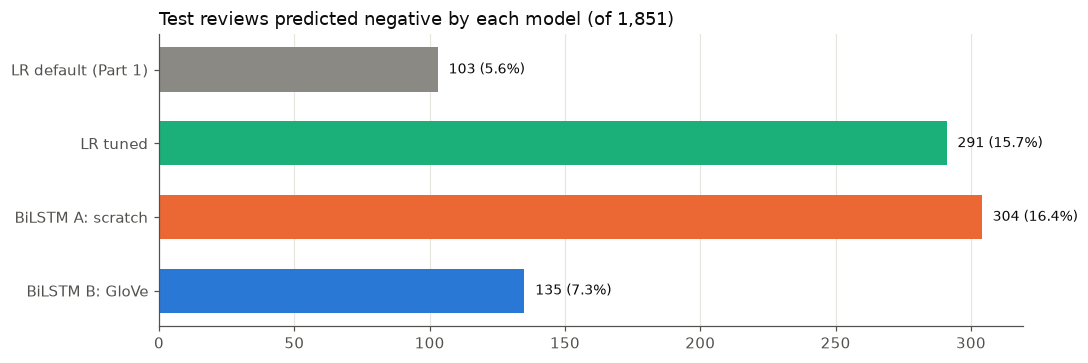 Test reviews predicted negative by each model (of 1,851)
LR default (Part 1)
103 (5.6%)
LR tuned
291 (15.7%)
BiLSTM A: scratch
304 (16.4%)
BiLSTM B: GloVe
135 (7.3%)
0 50 100 150 200 250 300